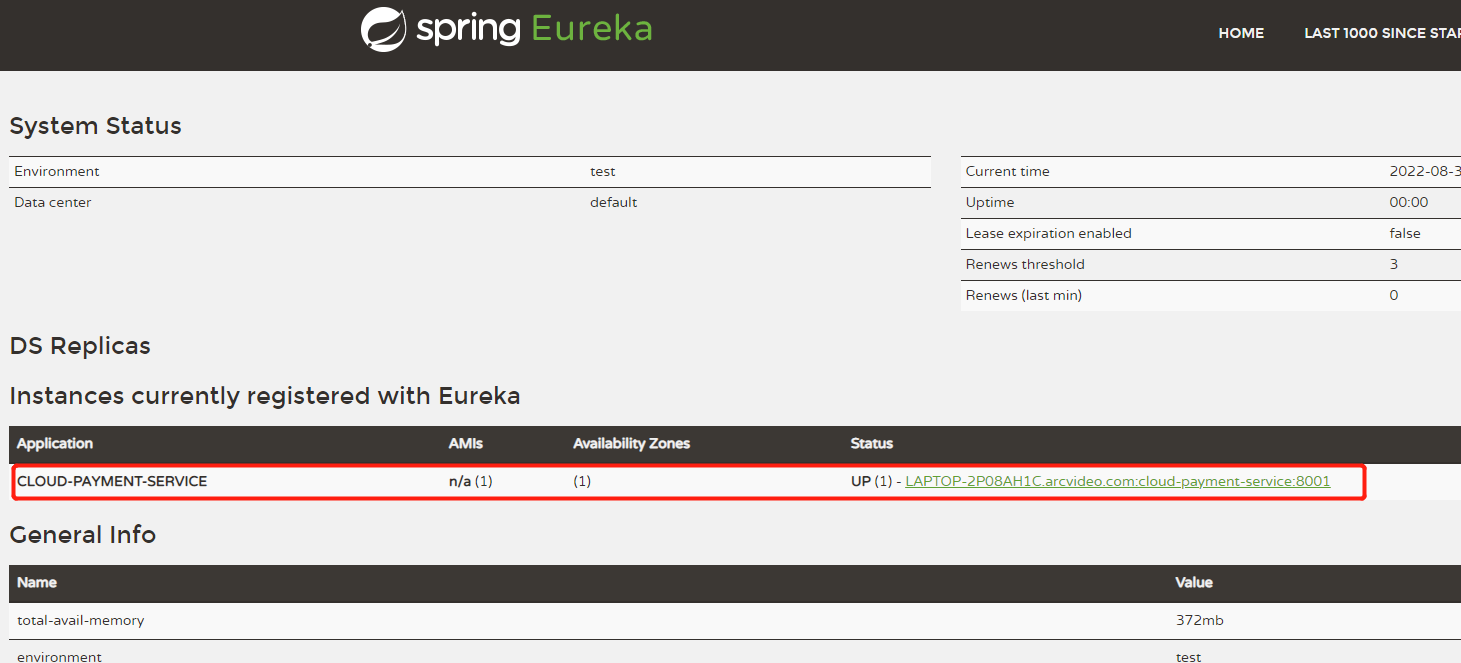 spring Eureka
HOME LAST 1000 SINCE STAR
System Status
Environment test
Data center default
Current time 2022-08-3
Uptime 00:00
Lease expiration enabled false
Renews threshold 3
Renews (last min) 0
DS Replicas
Instances currently registered with Eureka
Application AMIs Availability Zones Status
CLOUD-PAYMENT-SERVICE n/a (1) (1) UP (1) - LAPTOP-2P08AH1C.arcvideo.com:cloud-payment-service:8001
General Info
Name Value
total-avail-memory 372mb
environment test